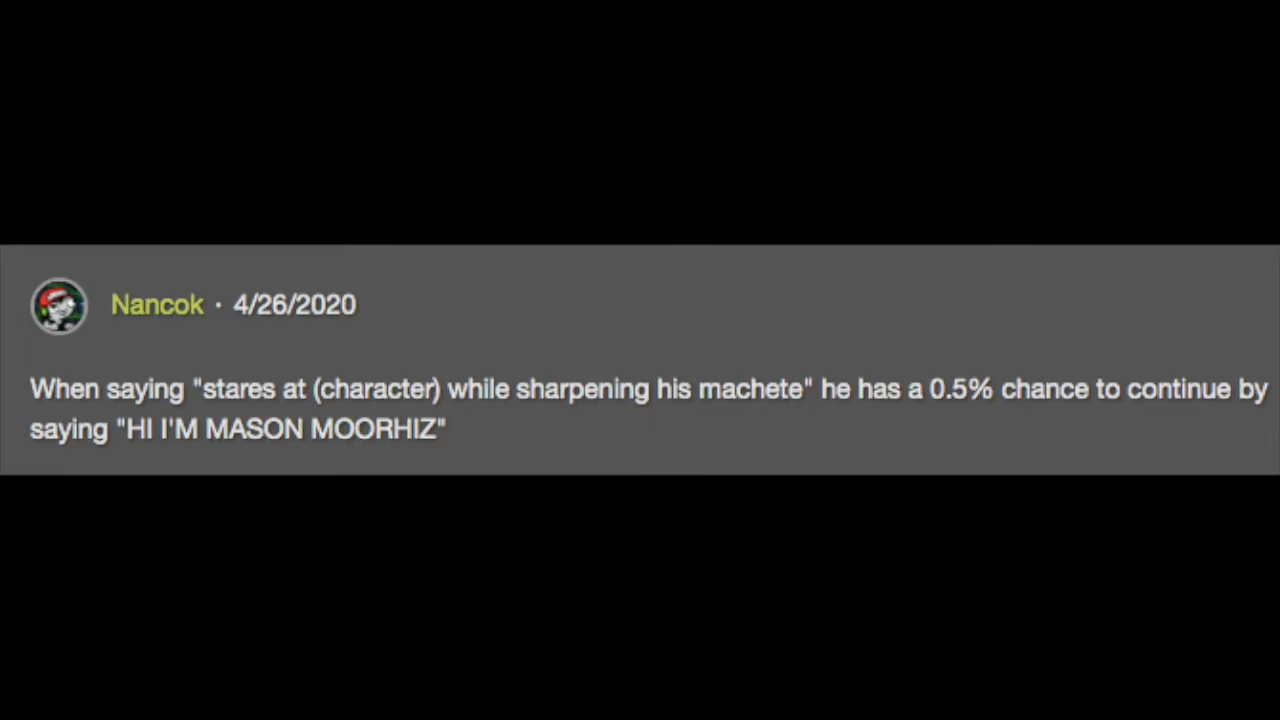 Nancok · 4/26/2020
When saying "stares at (character) while sharpening his machete" he has a 0.5% chance to continue by
saying "HI I'M MASON MOORHIZ"